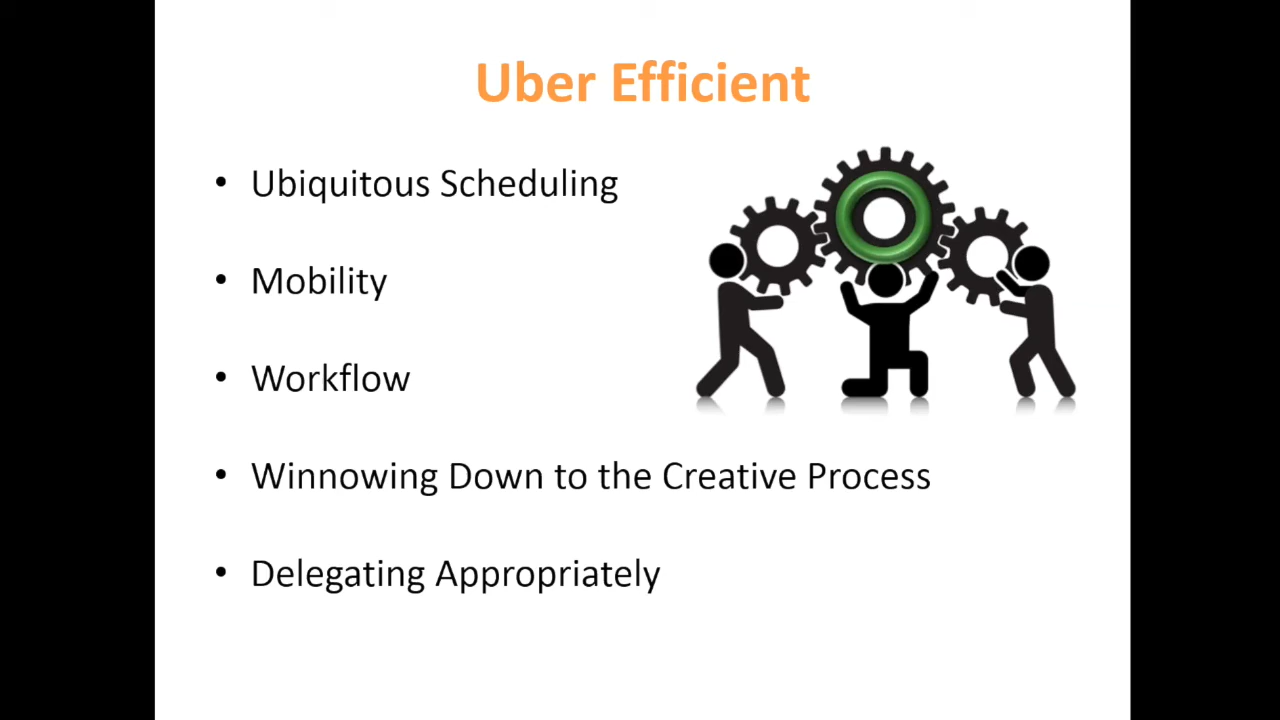 Uber Efficient
• Ubiquitous Scheduling
• Mobility
• Workflow
• Winnowing Down to the Creative Process
• Delegating Appropriately